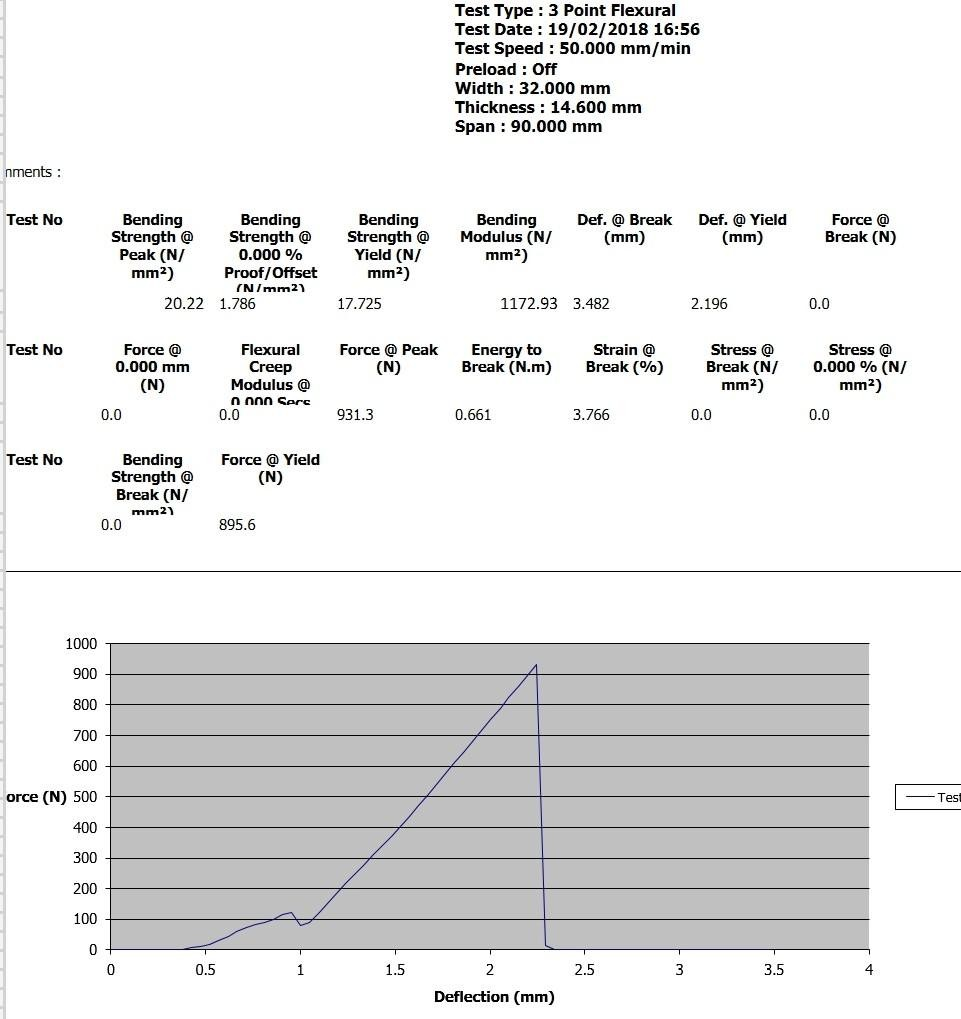 Test Type : 3 Point Flexural
Test Date : 19/02/2018 16:56
Test Speed : 50.000 mm/min
Preload : Off
Width : 32.000 mm
Thickness : 14.600 mm
Span : 90.000 mm
mments :
Test No Bending Bending Bending Bending Def. @ Break Def. @ Yield Force @
Strength @ Strength @ Strength @ Modulus (N/ (mm) (mm) Break (N)
Peak (N/ 0.000 % Yield (N/ mm²)
mm²) Proof/Offset mm²)
(N/mm²)
20.22 1.786 17.725 1172.93 3.482 2.196 0.0
Test No Force @ Flexural Force @ Peak Energy to Strain @ Stress @ Stress @
0.000 mm Creep (N) Break (N.m) Break (%) Break (N/ 0.000 % (N/
(N) Modulus @ mm²) mm²)
0.000 Secs
0.0 0.0 931.3 0.661 3.766 0.0 0.0
Test No Bending Force @ Yield
Strength @ (N)
Break (N/
mm²)
0.0 895.6
1000
900
800
700
600
orce (N) 500
Test
400
300
200
100
0
0 0.5 1 1.5 2 2.5 3 3.5 4
Deflection (mm)